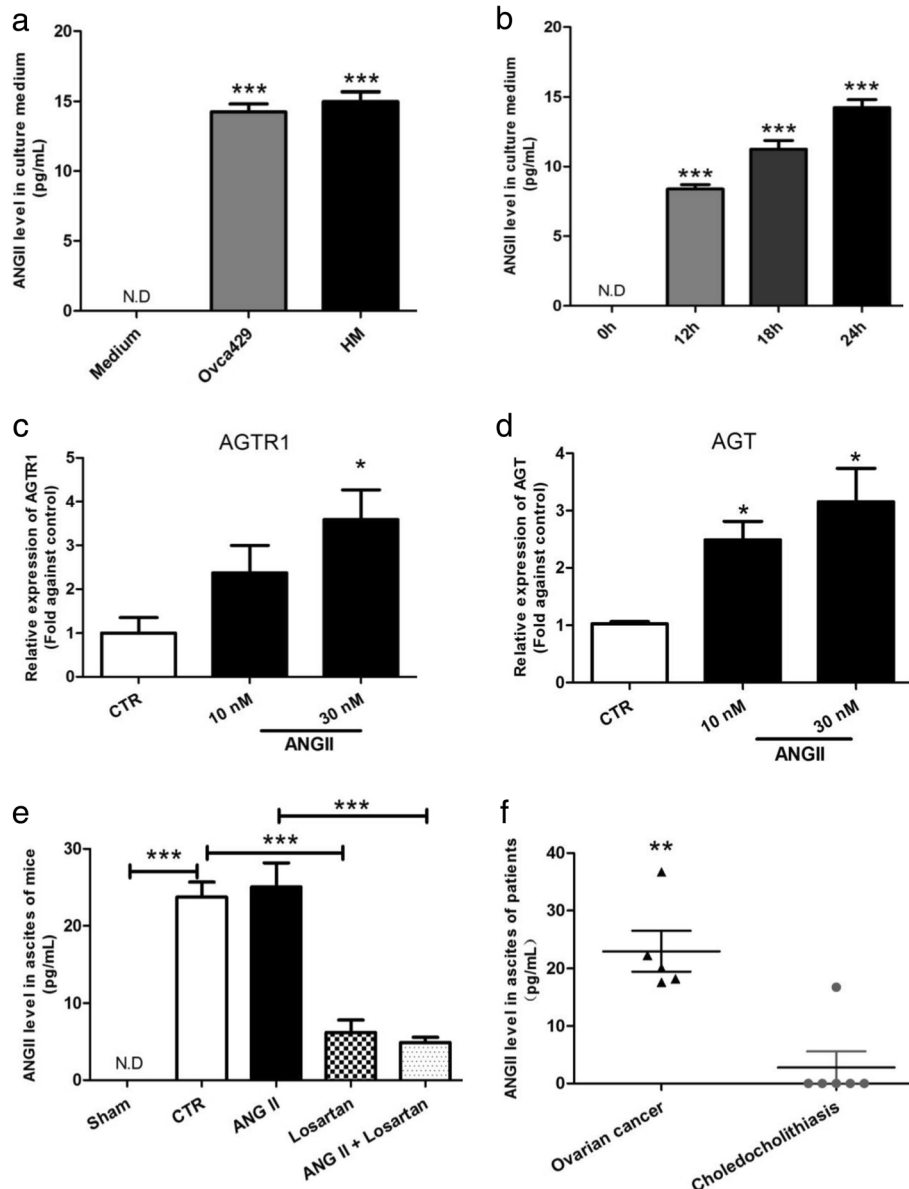 a
ANGII level in culture medium
(pg/mL)
20
15
10
5
0
N.D
***
***
Medium
Ovca429
HM
b
ANGII level in culture medium
(pg/mL)
20
15
10
5
0
N.D
***
***
***
0h
12h
18h
24h
c
AGTR1
Relative expression of AGTR1
(Fold against control)
5
4
3
2
1
0
*
CTR
10 nM
30 nM
ANGII
d
AGT
Relative expression of AGT
(Fold against control)
4
3
2
1
0
*
*
CTR
10 nM
30 nM
ANGII
e
ANGII level in ascites of mice
(pg/mL)
30
20
10
0
N.D
***
***
***
Sham
CTR
ANG II
Losartan
ANG II + Losartan
f
ANGII level in ascites of patients
(pg/mL)
40
30
20
10
0
**
Ovarian cancer
Choledocholithiasis